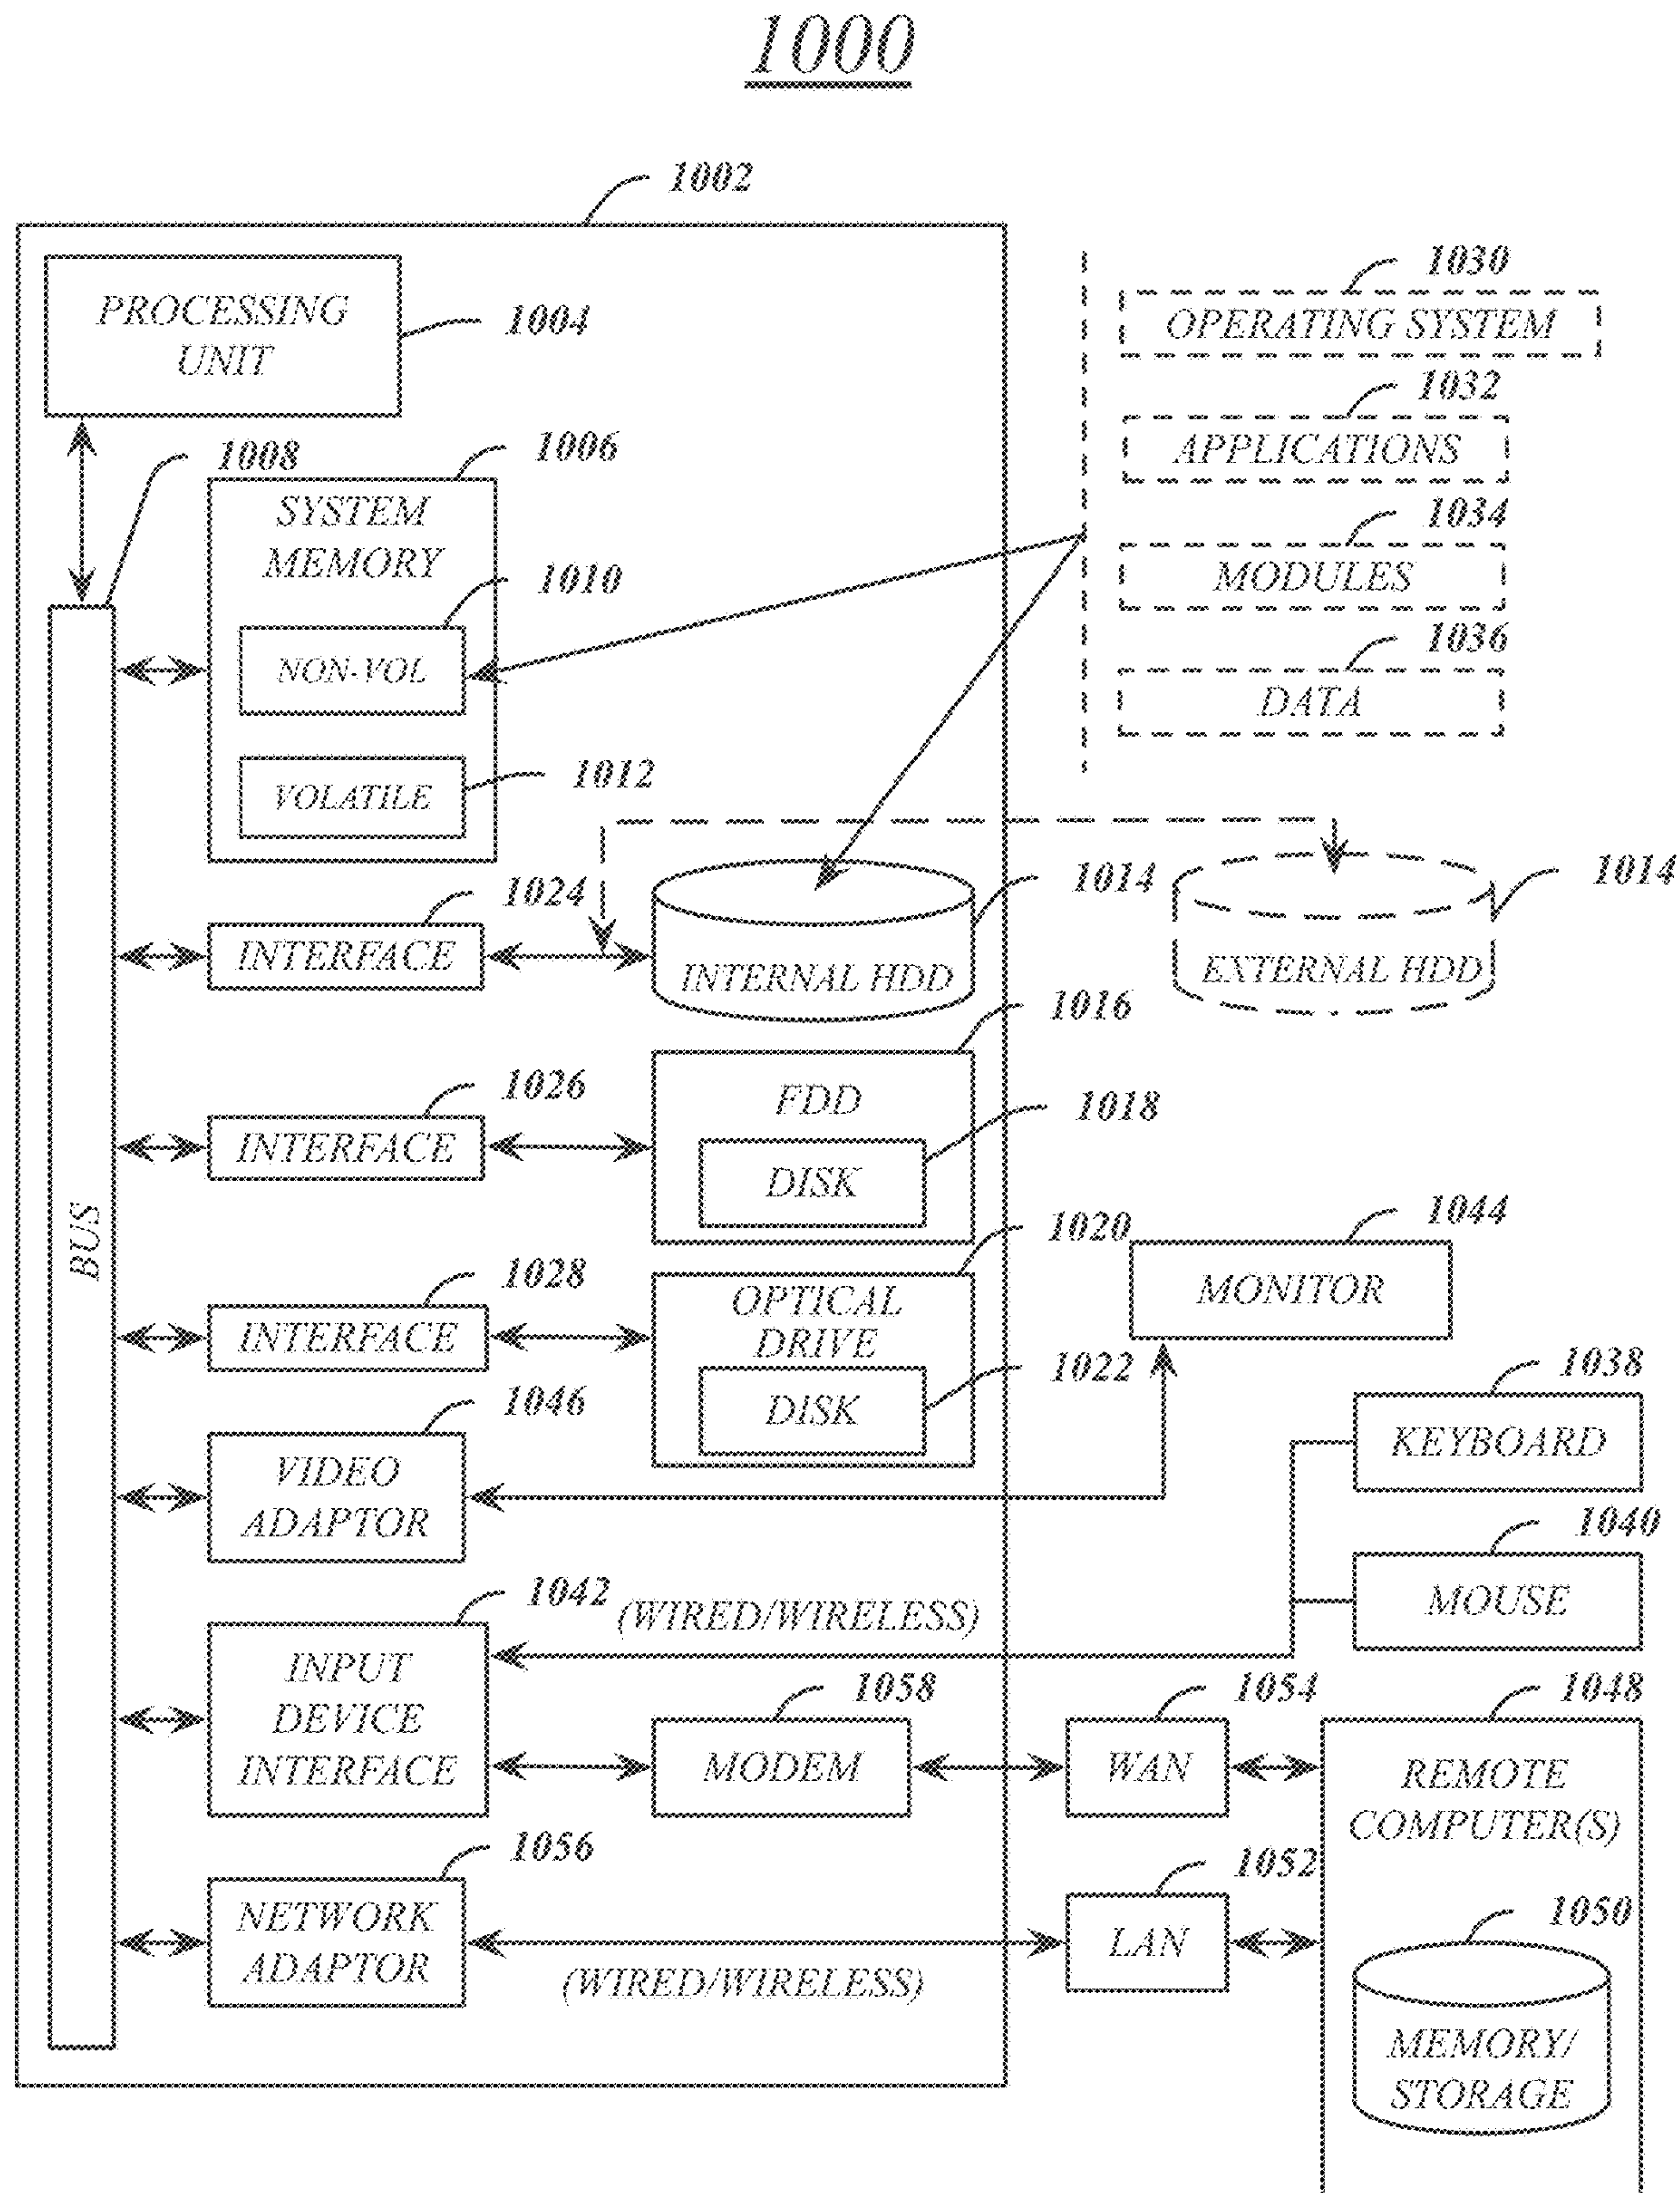 1000
1002
PROCESSING
UNIT
1004
1030
OPERATING SYSTEM
1032
APPLICATIONS
1034
MODULES
1036
DATA
1008
1006
SYSTEM
MEMORY
1010
NON-VOL
1012
VOLATILE
1024
INTERFACE
1014
INTERNAL HDD
1014
EXTERNAL HDD
1016
FDD
1026
INTERFACE
1018
DISK
BUS
1020
OPTICAL
DRIVE
1028
INTERFACE
1022
DISK
1044
MONITOR
1038
KEYBOARD
1046
VIDEO
ADAPTOR
1040
MOUSE
1042
(WIRED/WIRELESS)
INPUT
DEVICE
INTERFACE
1058
MODEM
1054
WAN
1048
REMOTE
COMPUTER(S)
1056
NETWORK
ADAPTOR
(WIRED/WIRELESS)
1052
LAN
1050
MEMORY/
STORAGE